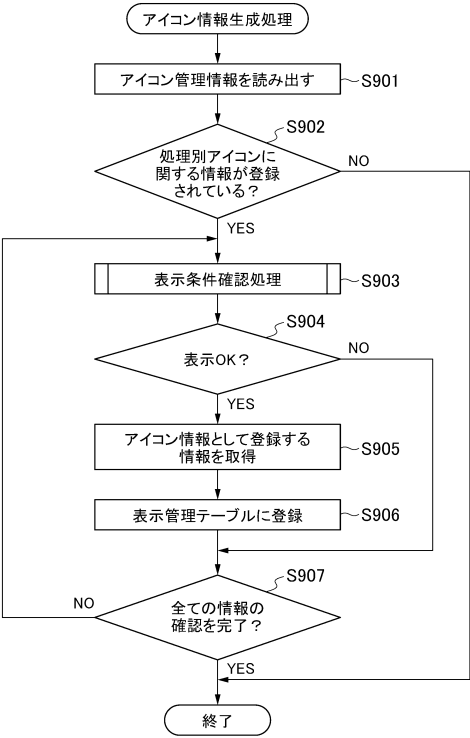 アイコン情報生成処理
アイコン管理情報を読み出す
S901
S902
処理別アイコンに
関する情報が登録
されている？
NO
YES
表示条件確認処理
S903
S904
表示OK？
NO
YES
アイコン情報として登録する
情報を取得
S905
表示管理テーブルに登録
S906
S907
NO
全ての情報の
確認を完了？
YES
終了